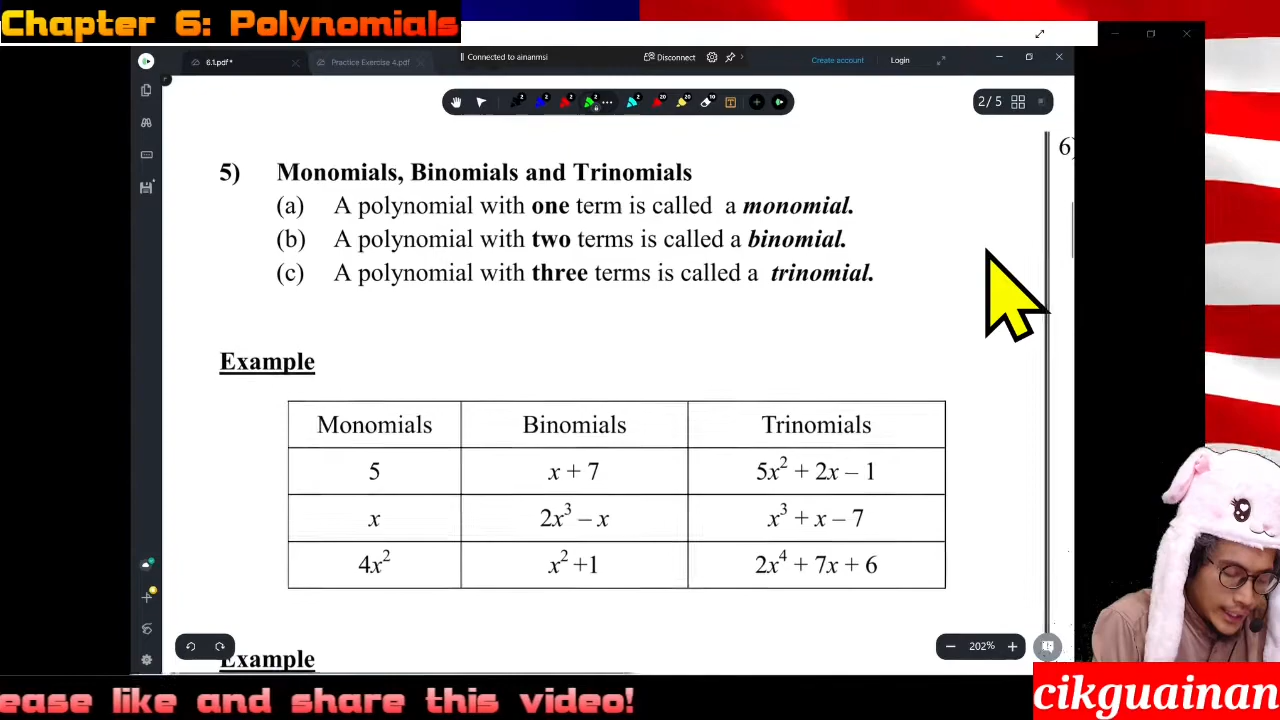 Chapter 6: Polynomials
6.1.pdf*
Practice Exercise 4.pdf
Connected to ainanmsi
Disconnect
Create account
Login
2/5
6)
5) Monomials, Binomials and Trinomials
(a) A polynomial with one term is called a monomial.
(b) A polynomial with two terms is called a binomial.
(c) A polynomial with three terms is called a trinomial.
Example
Monomials Binomials Trinomials
5 x + 7 5x² + 2x – 1
x 2x³ – x x³ + x – 7
4x² x² +1 2x⁴ + 7x + 6
202%
Example
ease like and share this video!
cikguainan